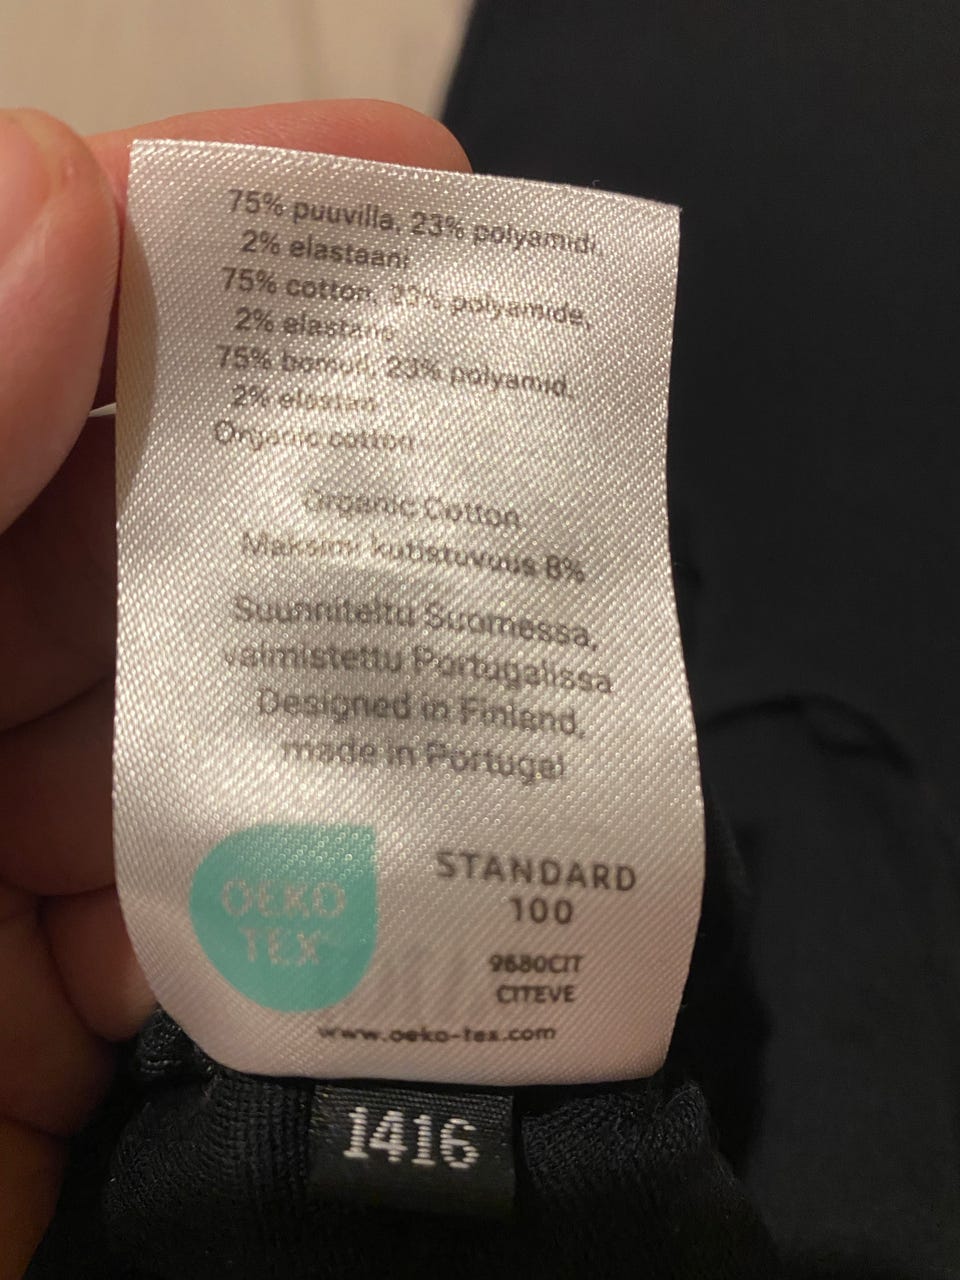 75% puuvilla, 23% polyamidi,
2% elastaani
75% cotton, 23% polyamide,
2% elastane
75% bomull, 23% polyamid,
2% elastan
Organic cotton
Organic Cotton
Maksimi kutistuvuus 8%
Suunniteltu Suomessa,
valmistettu Portugalissa
Designed in Finland,
made in Portugal
OEKO
TEX
STANDARD
100
9680CIT
CITEVE
www.oeko-tex.com
1416